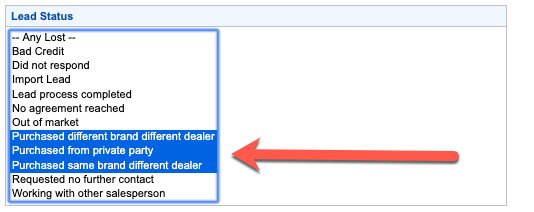 Lead Status
-- Any Lost --
Bad Credit
Did not respond
Import Lead
Lead process completed
No agreement reached
Out of market
Purchased different brand different dealer
Purchased from private party
Purchased same brand different dealer
Requested no further contact
Working with other salesperson